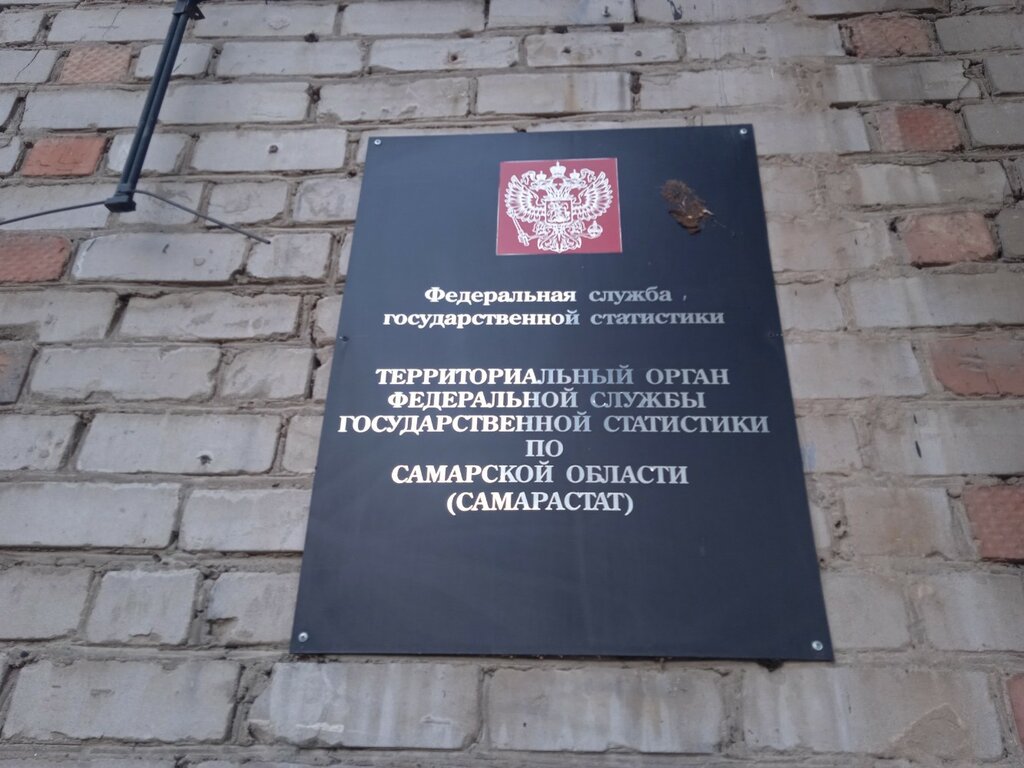 Федеральная служба
государственной статистики
ТЕРРИТОРИАЛЬНЫЙ ОРГАН
ФЕДЕРАЛЬНОЙ СЛУЖБЫ
ГОСУДАРСТВЕННОЙ СТАТИСТИКИ
ПО
САМАРСКОЙ ОБЛАСТИ
(САМАРАСТАТ)